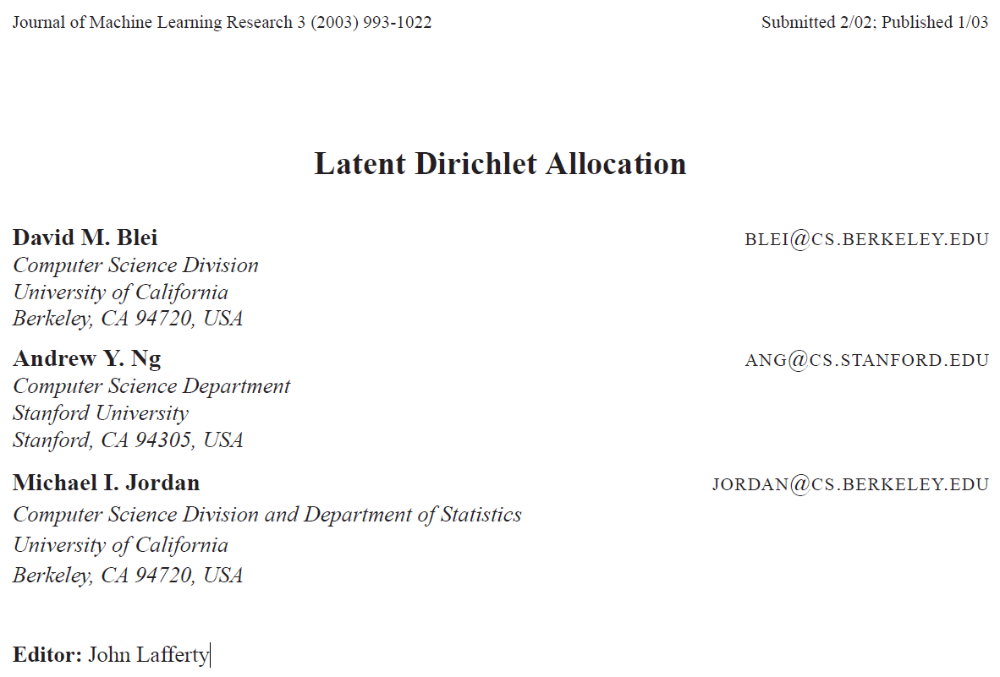 Journal of Machine Learning Research 3 (2003) 993-1022 Submitted 2/02; Published 1/03
Latent Dirichlet Allocation
David M. Blei BLEI@CS.BERKELEY.EDU
Computer Science Division
University of California
Berkeley, CA 94720, USA
Andrew Y. Ng ANG@CS.STANFORD.EDU
Computer Science Department
Stanford University
Stanford, CA 94305, USA
Michael I. Jordan JORDAN@CS.BERKELEY.EDU
Computer Science Division and Department of Statistics
University of California
Berkeley, CA 94720, USA
Editor: John Lafferty